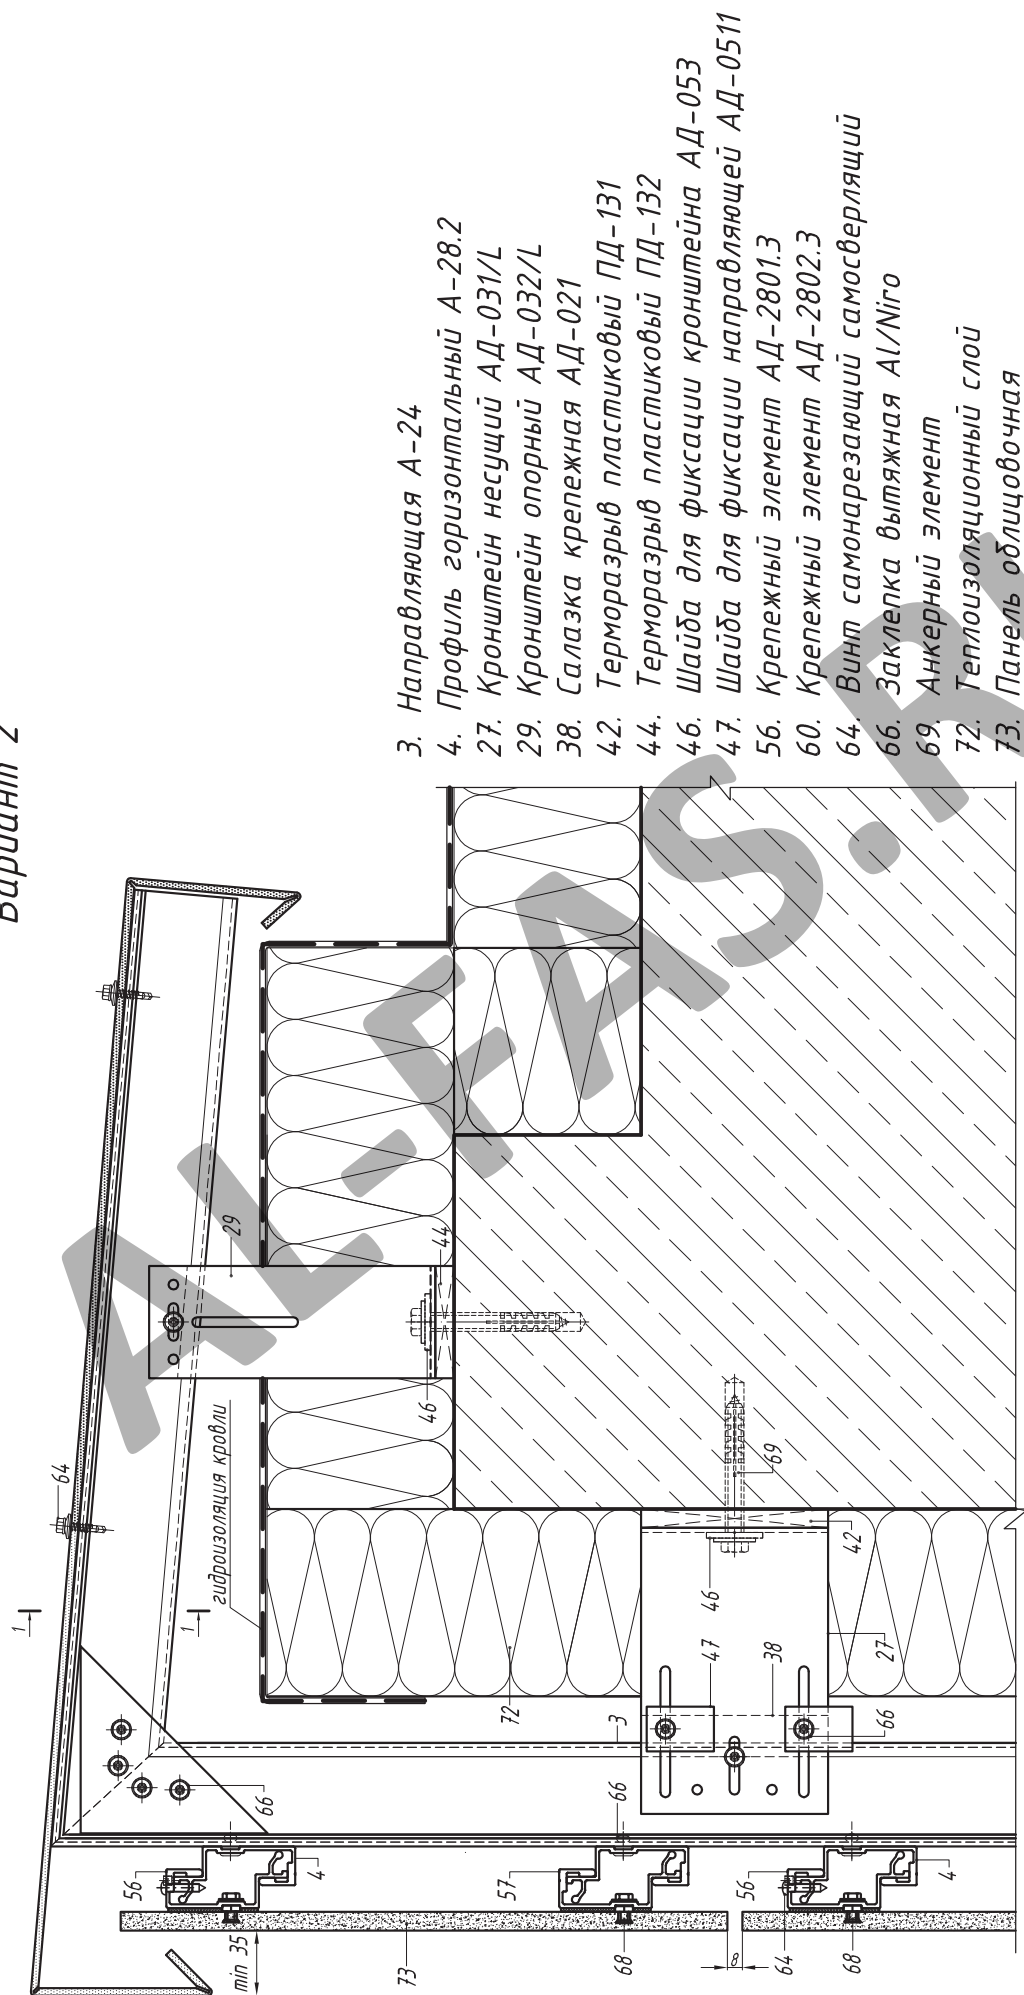 Вариант 2
3. Направляющая А-24
4. Профиль горизонтальный А-28.2
27. Кронштейн несущий АД-031/L
29. Кронштейн опорный АД-032/L
38. Салазка крепежная АД-021
42. Терморазрыв пластиковый ПД-131
44. Терморазрыв пластиковый ПД-132
46. Шайба для фиксации кронштейна АД-053
47. Шайба для фиксации направляющей АД-0511
56. Крепежный элемент АД-2801.3
60. Крепежный элемент АД-2802.3
64. Винт самонарезающий самосверлящий
66. Заклепка вытяжная Al/Niro
69. Анкерный элемент
72. Теплоизоляционный слой
73. Панель облицовочная
29
44
46
64
гидроизоляция кровли
1
1
69
42
46
47
38
27
72
3
66
66
66
56
4
57
56
4
min 35
73
68
8
64
68
AL-FAS.R